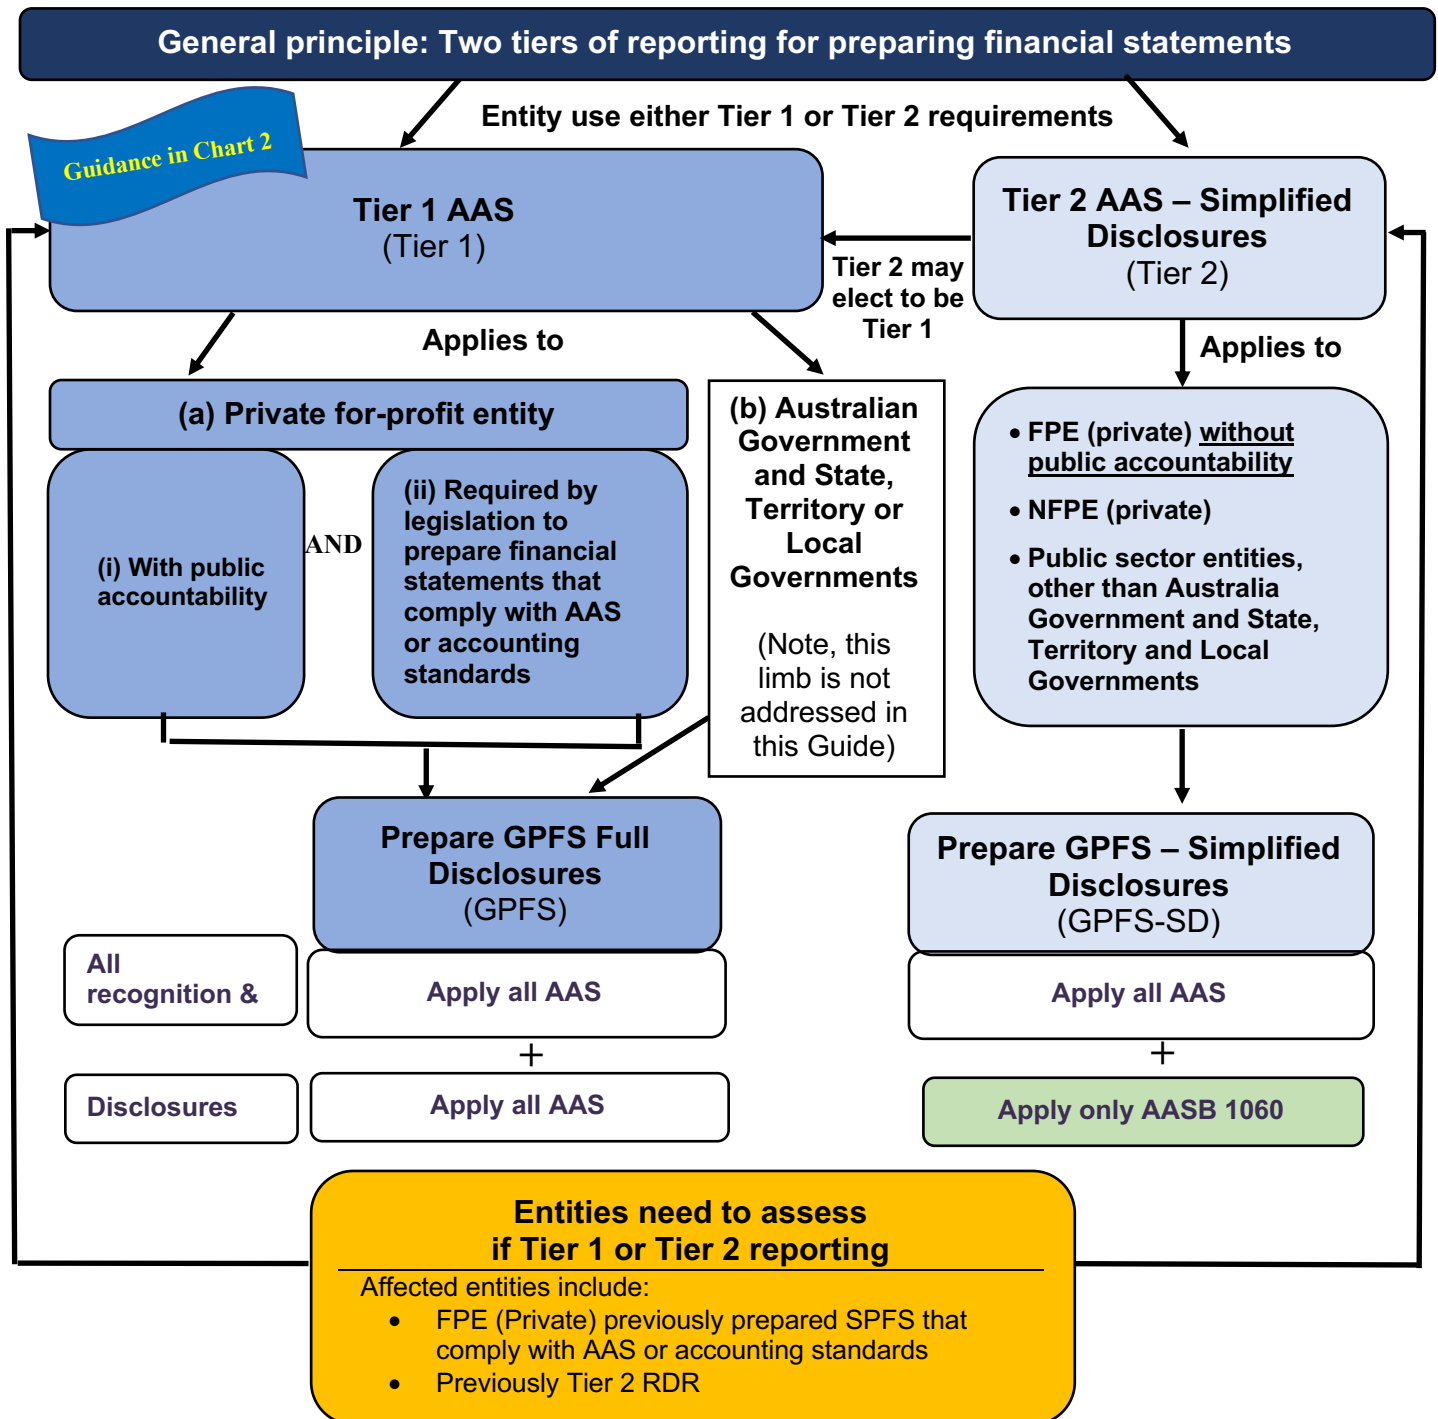 General principle: Two tiers of reporting for preparing financial statements
Entity use either Tier 1 or Tier 2 requirements
Guidance in Chart 2
Tier 1 AAS
(Tier 1)
Tier 2 AAS – Simplified
Disclosures
(Tier 2)
Tier 2 may
elect to be
Tier 1
Applies to
Applies to
(a) Private for-profit entity
(i) With public
accountability
AND
(ii) Required by
legislation to
prepare financial
statements that
comply with AAS
or accounting
standards
(b) Australian
Government
and State,
Territory or
Local
Governments
(Note, this
limb is not
addressed in
this Guide)
• FPE (private) without
public accountability
• NFPE (private)
• Public sector entities,
other than Australia
Government and State,
Territory and Local
Governments
Prepare GPFS Full
Disclosures
(GPFS)
Prepare GPFS – Simplified
Disclosures
(GPFS-SD)
All
recognition &
Apply all AAS
Apply all AAS
+
+
Disclosures
Apply all AAS
Apply only AASB 1060
Entities need to assess
if Tier 1 or Tier 2 reporting
Affected entities include:
• FPE (Private) previously prepared SPFS that
comply with AAS or accounting standards
• Previously Tier 2 RDR